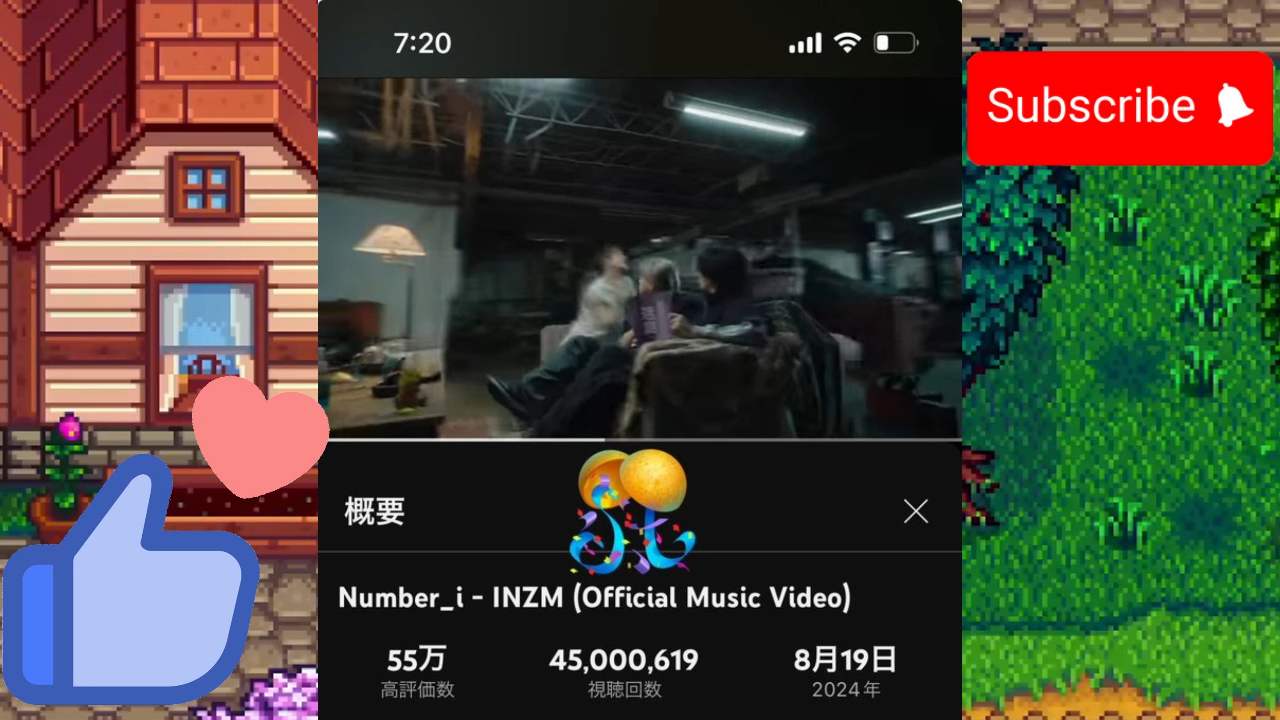 7:20
Subscribe
概要
Number_i - INZM (Official Music Video)
55万 45,000,619 8月19日
高評価数 視聴回数 2024年